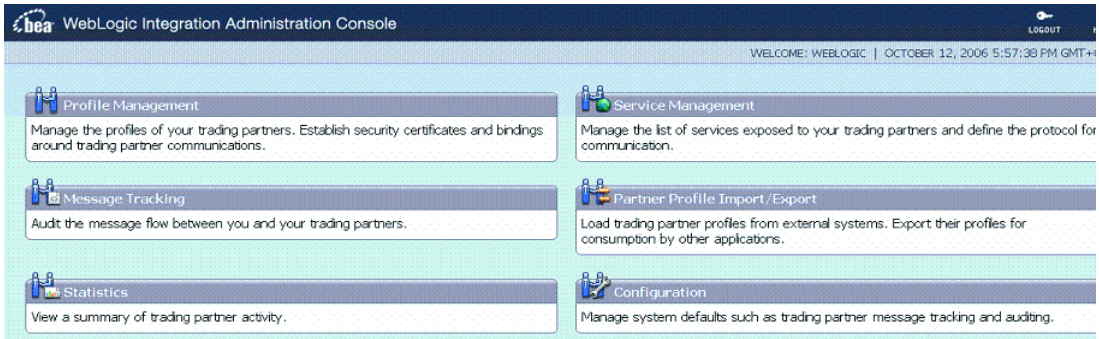 bea WebLogic Integration Administration Console
LOGOUT
WELCOME: WEBLOGIC | OCTOBER 12, 2006 5:57:38 PM GMT+
Profile Management
Manage the profiles of your trading partners. Establish security certificates and bindings
around trading partner communications.
Service Management
Manage the list of services exposed to your trading partners and define the protocol for
communication.
Message Tracking
Audit the message flow between you and your trading partners.
Partner Profile Import/Export
Load trading partner profiles from external systems. Export their profiles for
consumption by other applications.
Statistics
View a summary of trading partner activity.
Configuration
Manage system defaults such as trading partner message tracking and auditing.